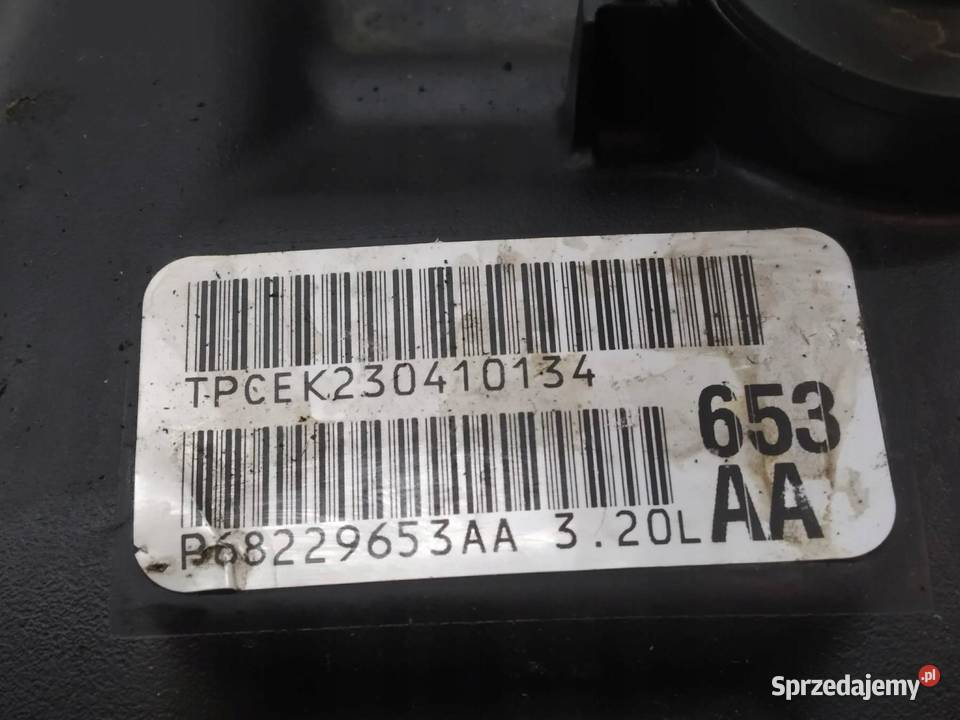 TPCEK230410134
653
AA
P68229653AA 3.20L
Sprzedajemy.pl